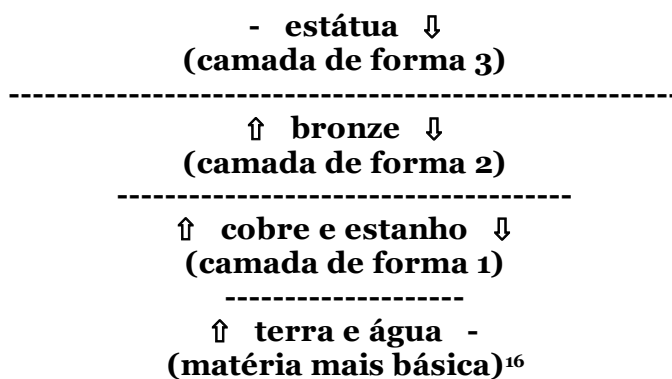 - estátua ⇩
(camada de forma 3)
--------------------------------------------------------
⇧ bronze ⇩
(camada de forma 2)
--------------------------------------
⇧ cobre e estanho ⇩
(camada de forma 1)
--------------------
⇧ terra e água -
(matéria mais básica)¹⁶